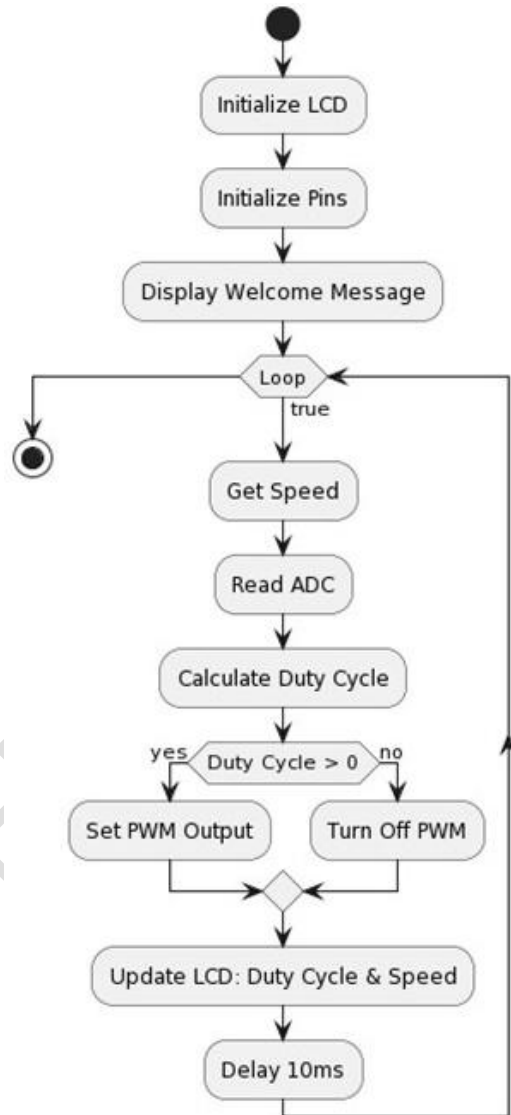 Initialize LCD
Initialize Pins
Display Welcome Message
Loop
true
Get Speed
Read ADC
Calculate Duty Cycle
yes
Duty Cycle > 0
no
Set PWM Output
Turn Off PWM
Update LCD: Duty Cycle & Speed
Delay 10ms